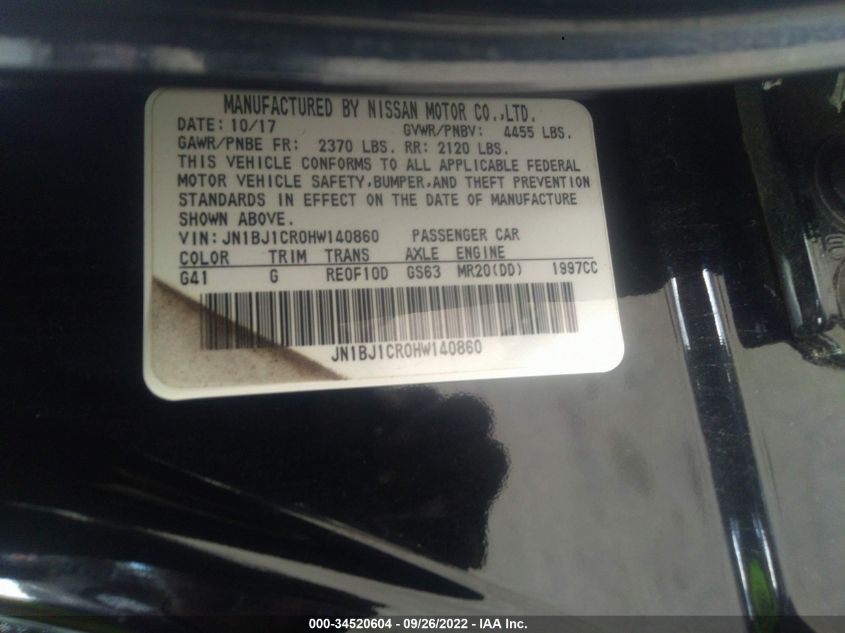 MANUFACTURED BY NISSAN MOTOR CO.,LTD.
DATE: 10/17 GVWR/PNBV: 4455 LBS.
GAWR/PNBE FR: 2370 LBS. RR: 2120 LBS.
THIS VEHICLE CONFORMS TO ALL APPLICABLE FEDERAL
MOTOR VEHICLE SAFETY,BUMPER,AND THEFT PREVENTION
STANDARDS IN EFFECT ON THE DATE OF MANUFACTURE
SHOWN ABOVE.
VIN: JN1BJ1CR0HW140860 PASSENGER CAR
COLOR TRIM TRANS AXLE ENGINE
G41 G RE0F10D GS63 MR20(DD) 1997CC
JN1BJ1CR0HW140860
000-34520604 - 09/26/2022 - IAA Inc.